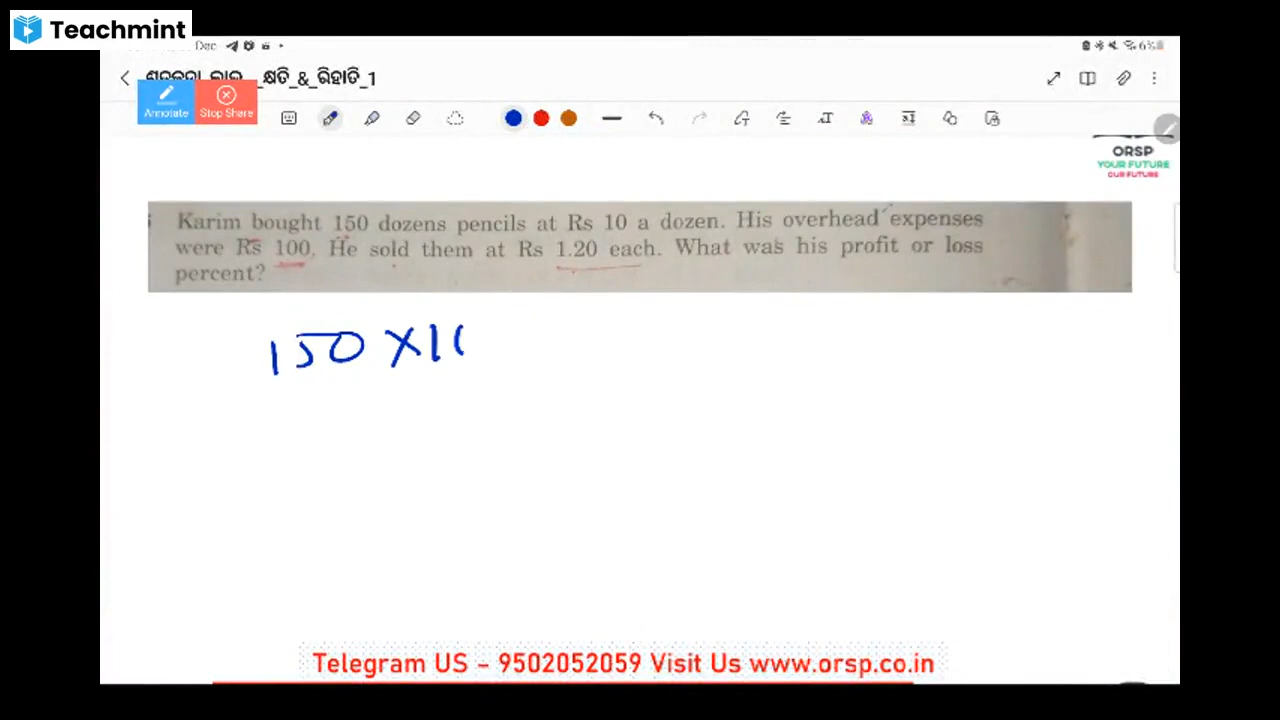 Teachmint
Dec
_କ୍ଷତି_&_ରିହାତି_1
Annotate
Stop Share
ORSP
YOUR FUTURE
OUR FUTURE
Karim bought 150 dozens pencils at Rs 10 a dozen. His overhead expenses
were Rs 100. He sold them at Rs 1.20 each. What was his profit or loss
percent?
150 X 1
Telegram US - 9502052059 Visit Us www.orsp.co.in